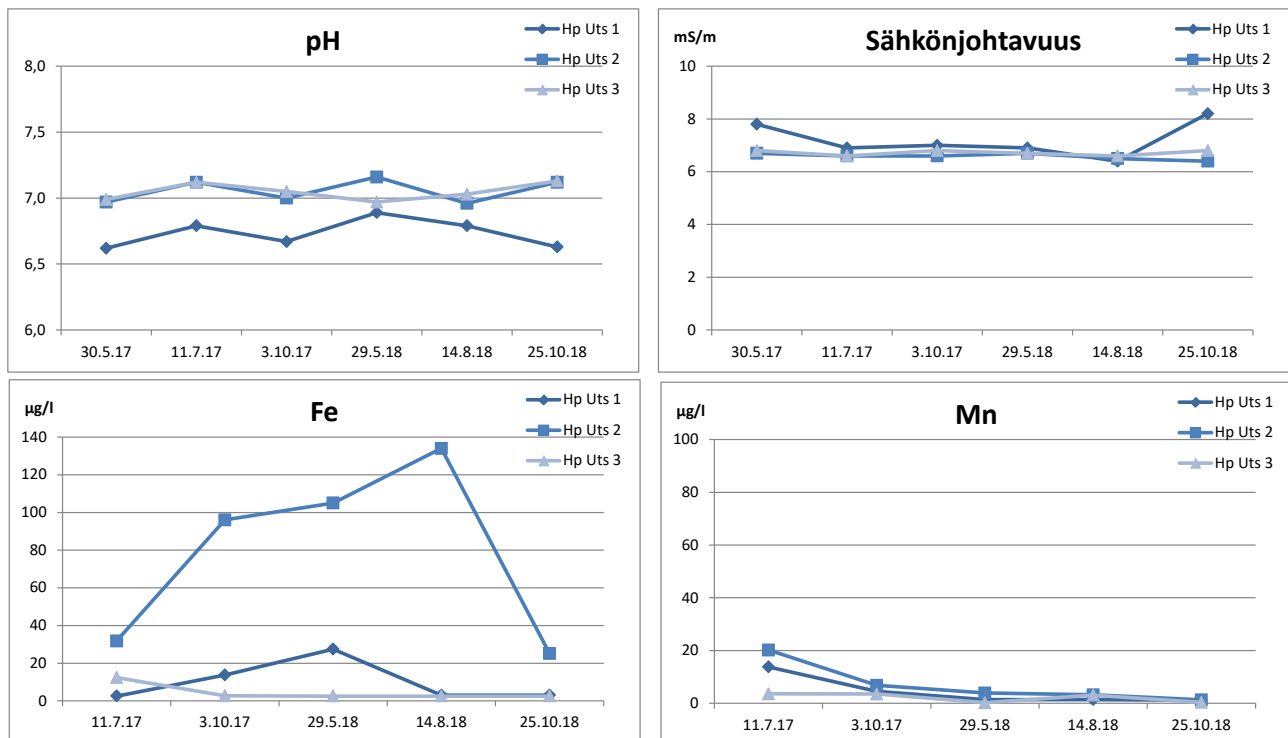 pH
Hp Uts 1
Hp Uts 2
Hp Uts 3
8,0
7,5
7,0
6,5
6,0
30.5.17 11.7.17 3.10.17 29.5.18 14.8.18 25.10.18
mS/m
Sähkönjohtavuus
Hp Uts 1
Hp Uts 2
Hp Uts 3
10
8
6
4
2
0
30.5.17 11.7.17 3.10.17 29.5.18 14.8.18 25.10.18
µg/l
Fe
Hp Uts 1
Hp Uts 2
Hp Uts 3
140
120
100
80
60
40
20
0
11.7.17 3.10.17 29.5.18 14.8.18 25.10.18
µg/l
Mn
Hp Uts 1
Hp Uts 2
Hp Uts 3
100
80
60
40
20
0
11.7.17 3.10.17 29.5.18 14.8.18 25.10.18